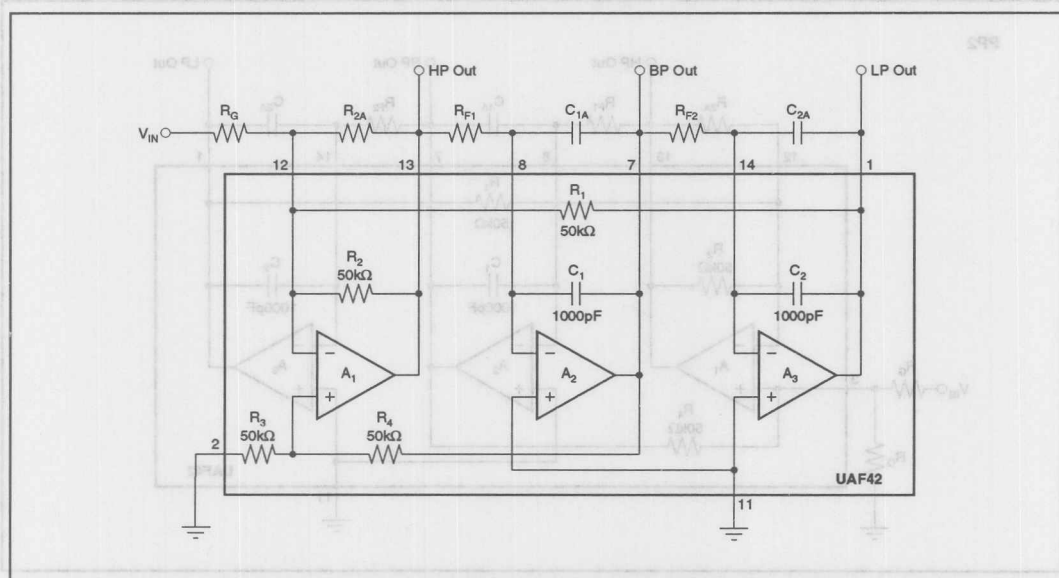 HP Out
BP Out
LP Out
V_IN
R_G
R_2A
R_F1
C_1A
R_F2
C_2A
12
13
8
7
14
1
R_1
50kΩ
R_2
50kΩ
C_1
1000pF
C_2
1000pF
A_1
A_2
A_3
2
R_3
50kΩ
R_4
50kΩ
UAF42
11